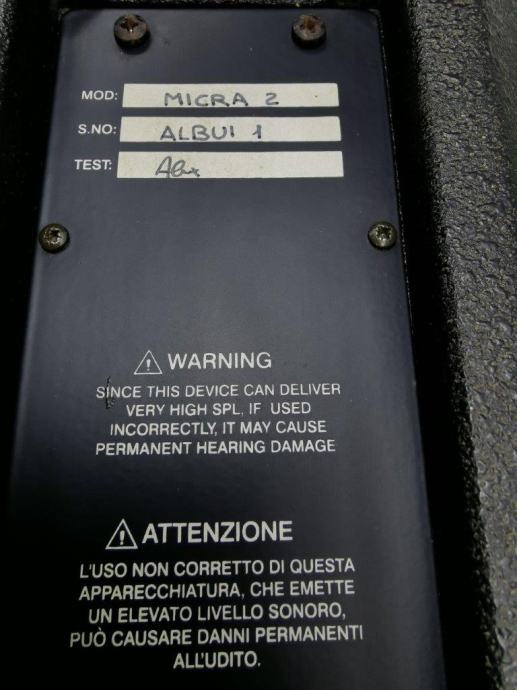 MOD: MICRA 2
S.NO: ALBUI 1
TEST:
WARNING
SINCE THIS DEVICE CAN DELIVER
VERY HIGH SPL, IF USED
INCORRECTLY, IT MAY CAUSE
PERMANENT HEARING DAMAGE
ATTENZIONE
L'USO NON CORRETTO DI QUESTA
APPARECCHIATURA, CHE EMETTE
UN ELEVATO LIVELLO SONORO,
PUÒ CAUSARE DANNI PERMANENTI
ALL'UDITO.